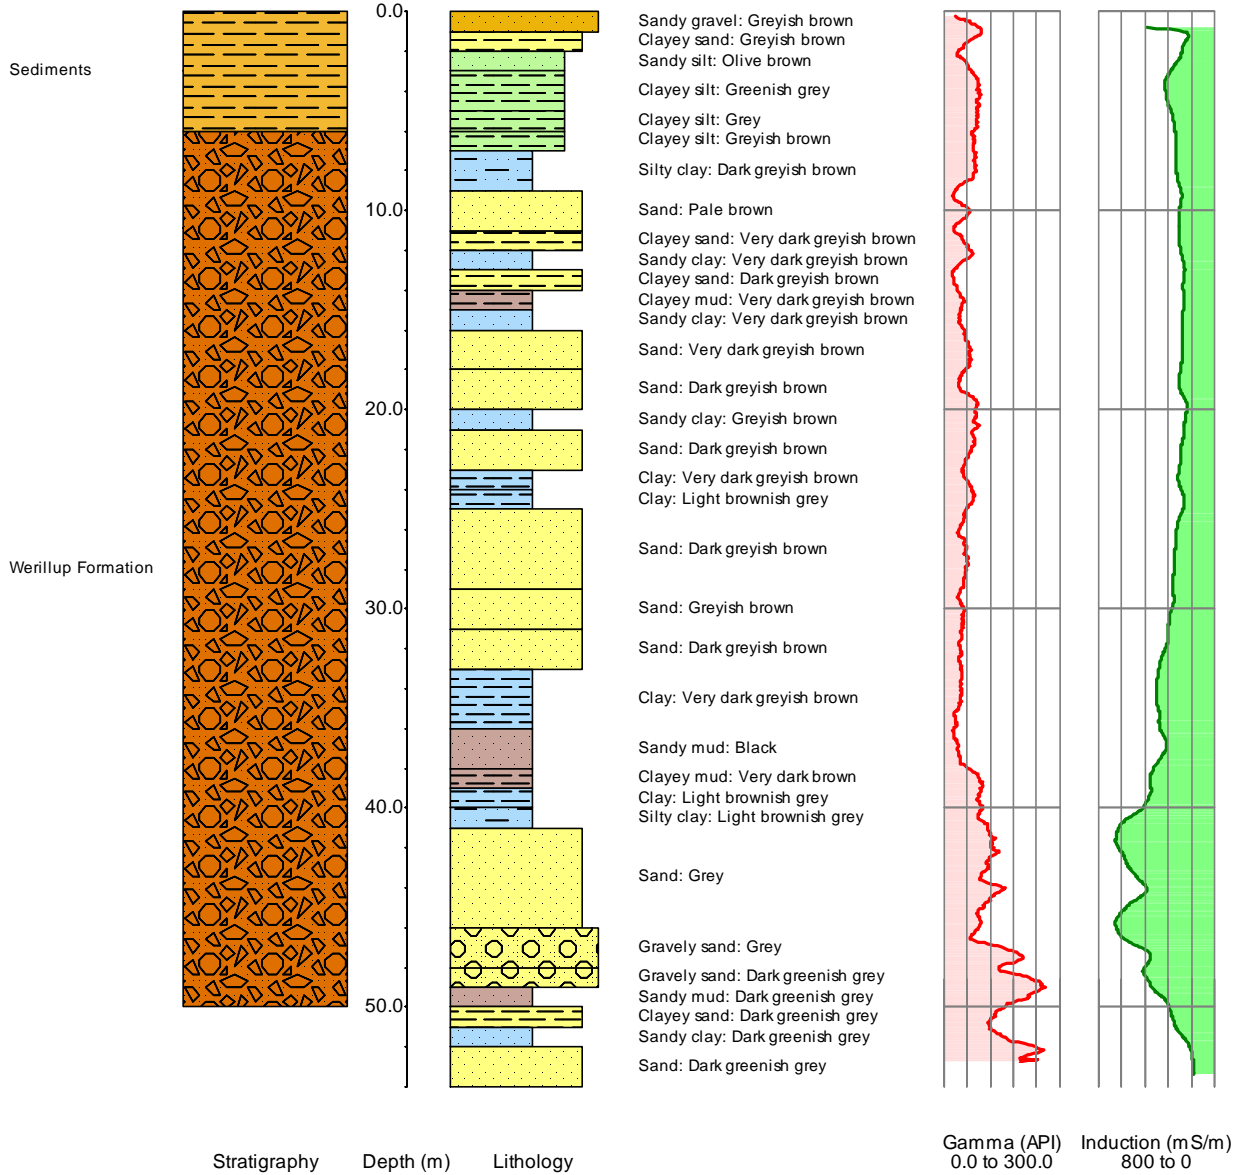 0.0
Sandy gravel: Greyish brown
Clayey sand: Greyish brown
Sandy silt: Olive brown
Sediments
Clayey silt: Greenish grey
Clayey silt: Grey
Clayey silt: Greyish brown
Silty clay: Dark greyish brown
10.0
Sand: Pale brown
Clayey sand: Very dark greyish brown
Sandy clay: Very dark greyish brown
Clayey sand: Dark greyish brown
Clayey mud: Very dark greyish brown
Sandy clay: Very dark greyish brown
Sand: Very dark greyish brown
Sand: Dark greyish brown
20.0
Sandy clay: Greyish brown
Sand: Dark greyish brown
Clay: Very dark greyish brown
Clay: Light brownish grey
Sand: Dark greyish brown
Werillup Formation
30.0
Sand: Greyish brown
Sand: Dark greyish brown
Clay: Very dark greyish brown
Sandy mud: Black
Clayey mud: Very dark brown
Clay: Light brownish grey
40.0
Silty clay: Light brownish grey
Sand: Grey
Gravely sand: Grey
Gravely sand: Dark greenish grey
Sandy mud: Dark greenish grey
50.0
Clayey sand: Dark greenish grey
Sandy clay: Dark greenish grey
Sand: Dark greenish grey
Stratigraphy
Depth (m)
Lithology
Gamma (API)
0.0 to 300.0
Induction (mS/m)
800 to 0